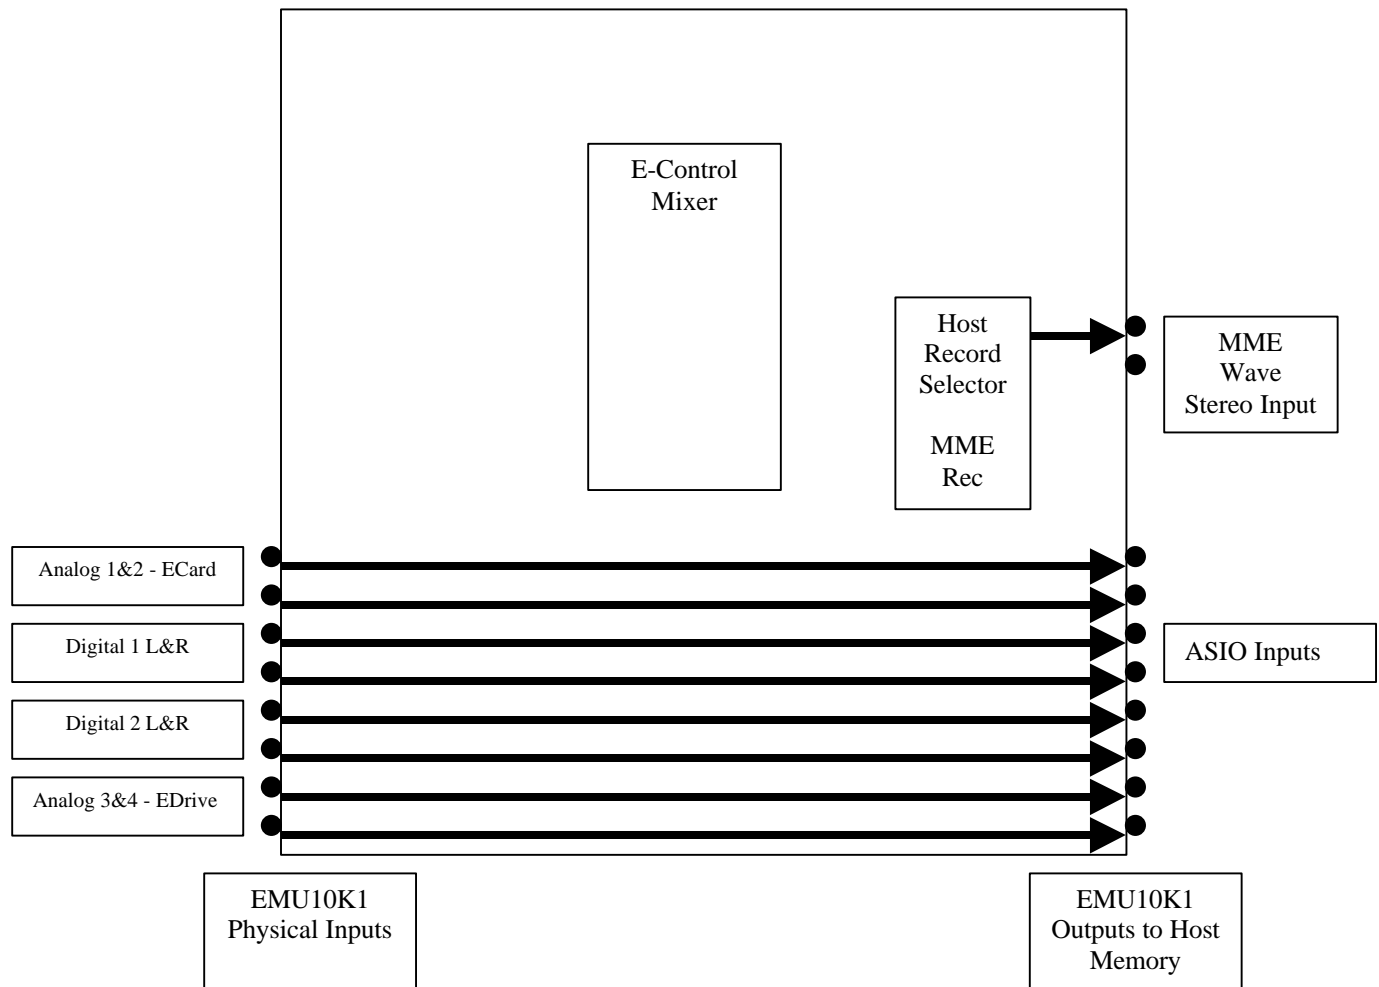 E-Control
Mixer
Host
Record
Selector
MME
Rec
MME
Wave
Stereo Input
Analog 1&2 - ECard
Digital 1 L&R
Digital 2 L&R
Analog 3&4 - EDrive
ASIO Inputs
EMU10K1
Physical Inputs
EMU10K1
Outputs to Host
Memory